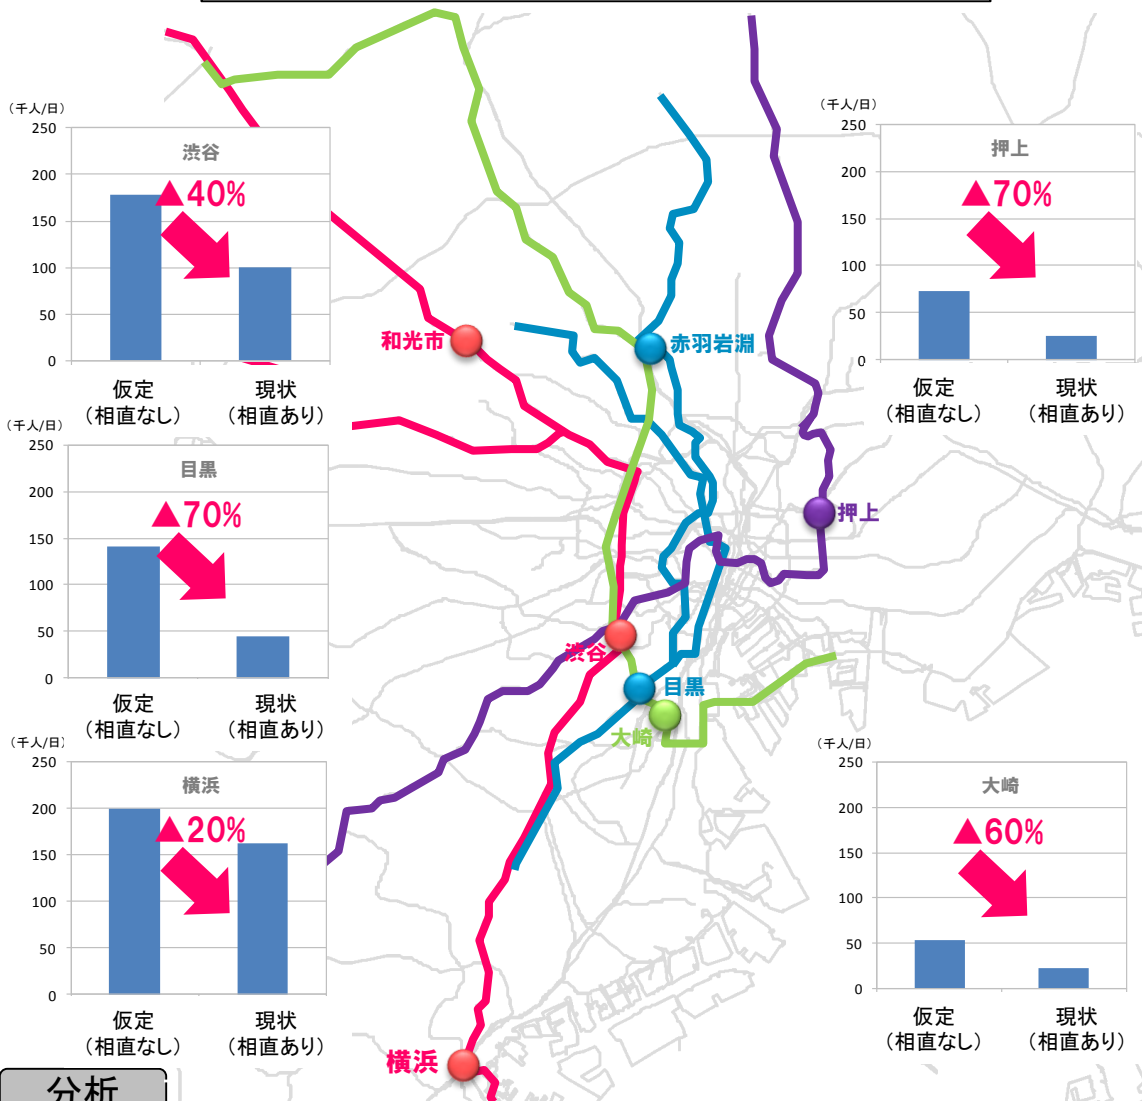 （千人/日）
渋谷
▲40%
250
200
150
100
50
0
仮定
（相直なし）
現状
（相直あり）
（千人/日）
押上
▲70%
250
200
150
100
50
0
仮定
（相直なし）
現状
（相直あり）
（千人/日）
目黒
▲70%
250
200
150
100
50
0
仮定
（相直なし）
現状
（相直あり）
（千人/日）
横浜
▲20%
250
200
150
100
50
0
仮定
（相直なし）
現状
（相直あり）
（千人/日）
大崎
▲60%
250
200
150
100
50
0
仮定
（相直なし）
現状
（相直あり）
和光市
赤羽岩淵
押上
渋谷
目黒
大崎
横浜
分析